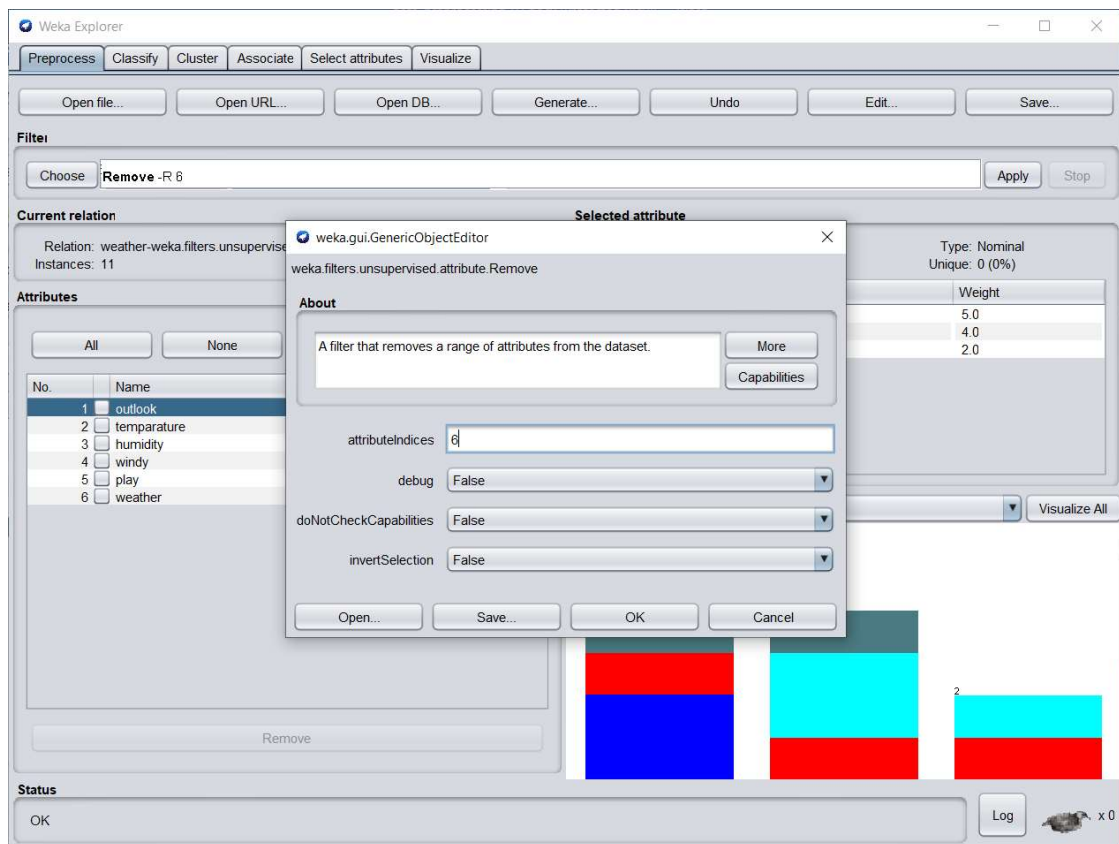 Weka Explorer
Preprocess Classify Cluster Associate Select attributes Visualize
Open file... Open URL... Open DB... Generate... Undo Edit... Save...
Filter
Choose Remove -R 6 Apply Stop
Current relation Selected attribute
Relation: weather-weka.filters.unsupervise Type: Nominal
Instances: 11 Unique: 0 (0%)
Attributes
All None
No. Name
1 outlook
2 temparature
3 humidity
4 windy
5 play
6 weather
Remove
weka.gui.GenericObjectEditor
weka.filters.unsupervised.attribute.Remove
About
A filter that removes a range of attributes from the dataset. More
Capabilities
attributeIndices 6
debug False
doNotCheckCapabilities False
invertSelection False
Open... Save... OK Cancel
Weight
5.0
4.0
2.0
Visualize All
2
Status
OK Log x 0